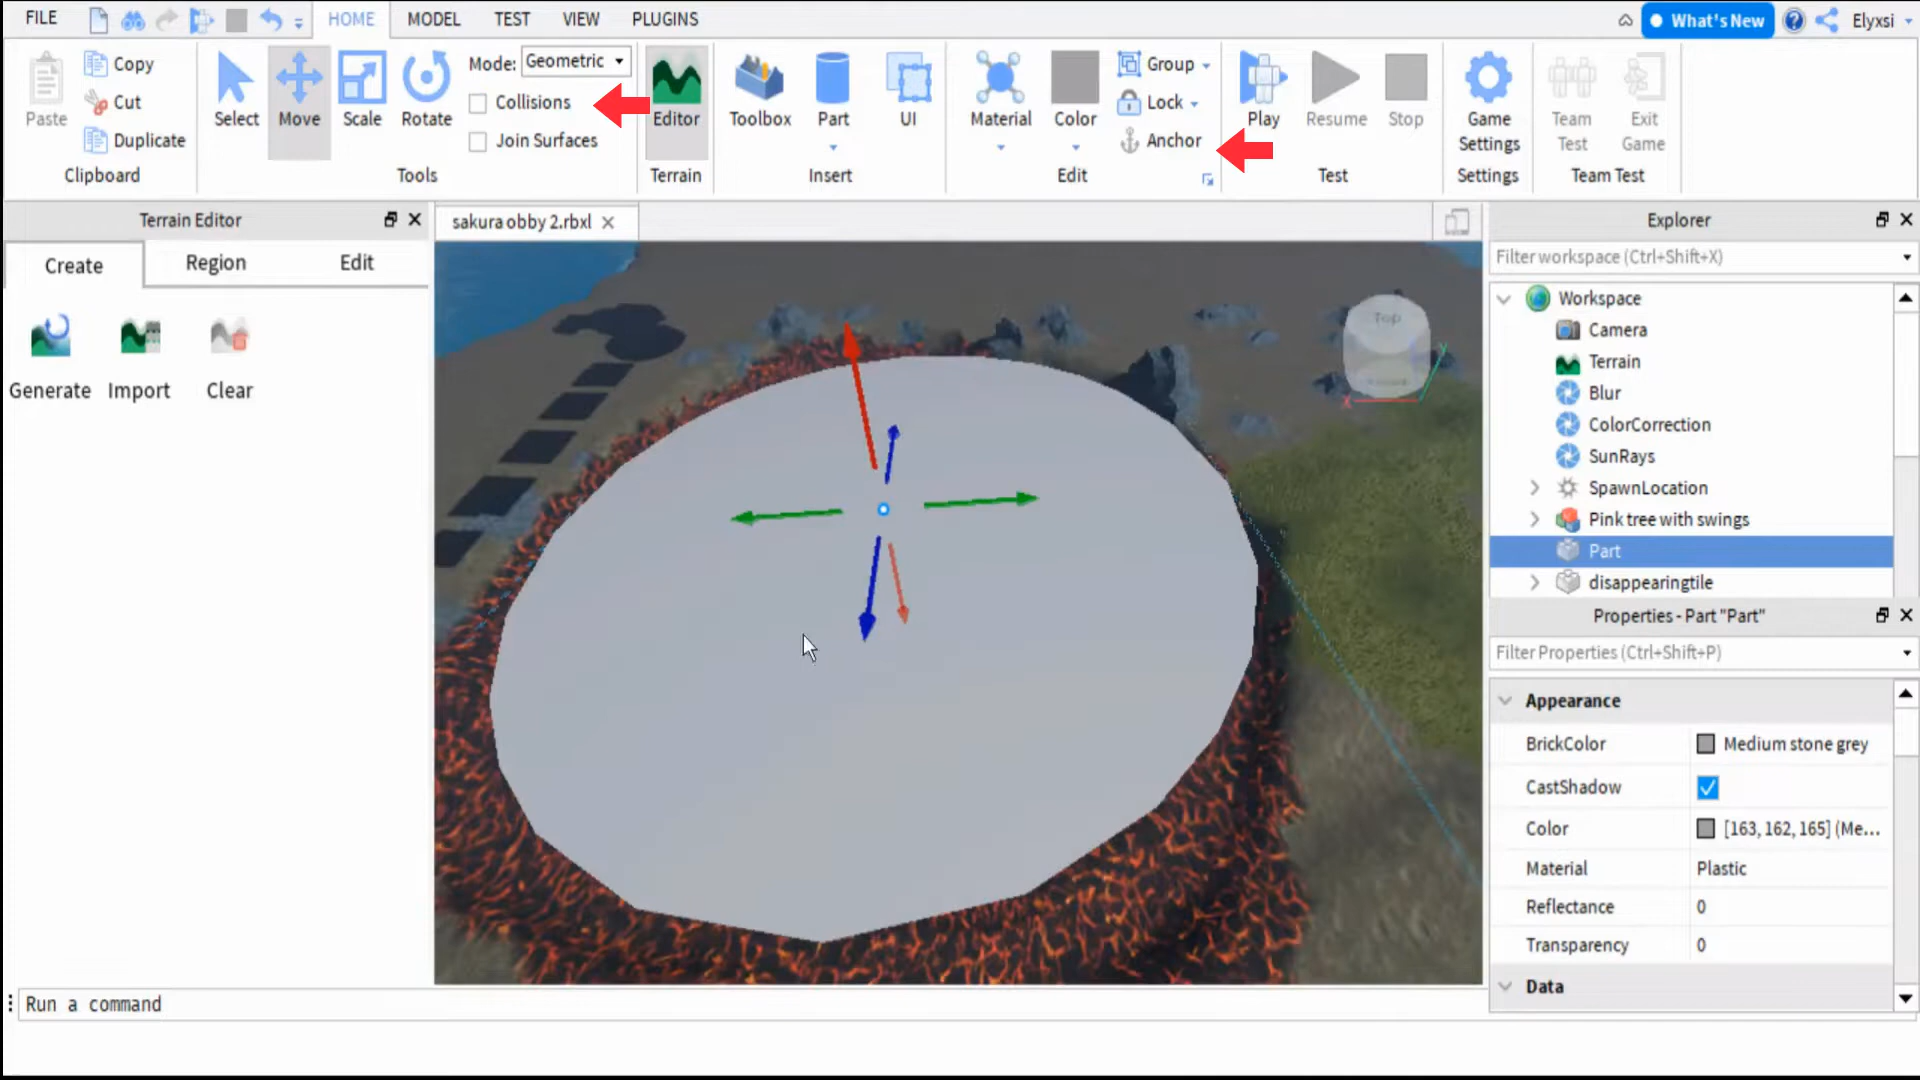 FILE HOME MODEL TEST VIEW PLUGINS What's New Elyxsi
Paste Copy Cut Duplicate
Select Move Scale Rotate
Mode: Geometric
Collisions
Join Surfaces
Editor Toolbox Part UI
Material Color Group Lock Anchor
Play Resume Stop
Game Settings
Team Test
Exit Game
Clipboard Tools Terrain Insert Edit Test Settings Team Test
Terrain Editor
Create Region Edit
Generate Import Clear
sakura obby 2.rbxl
Top
X
Y
Explorer
Filter workspace (Ctrl+Shift+X)
Workspace
Camera
Terrain
Blur
ColorCorrection
SunRays
SpawnLocation
Pink tree with swings
Part
disappearingtile
Properties - Part "Part"
Filter Properties (Ctrl+Shift+P)
Appearance
BrickColor Medium stone grey
CastShadow
Color [163, 162, 165] (Me...
Material Plastic
Reflectance 0
Transparency 0
Data
Run a command